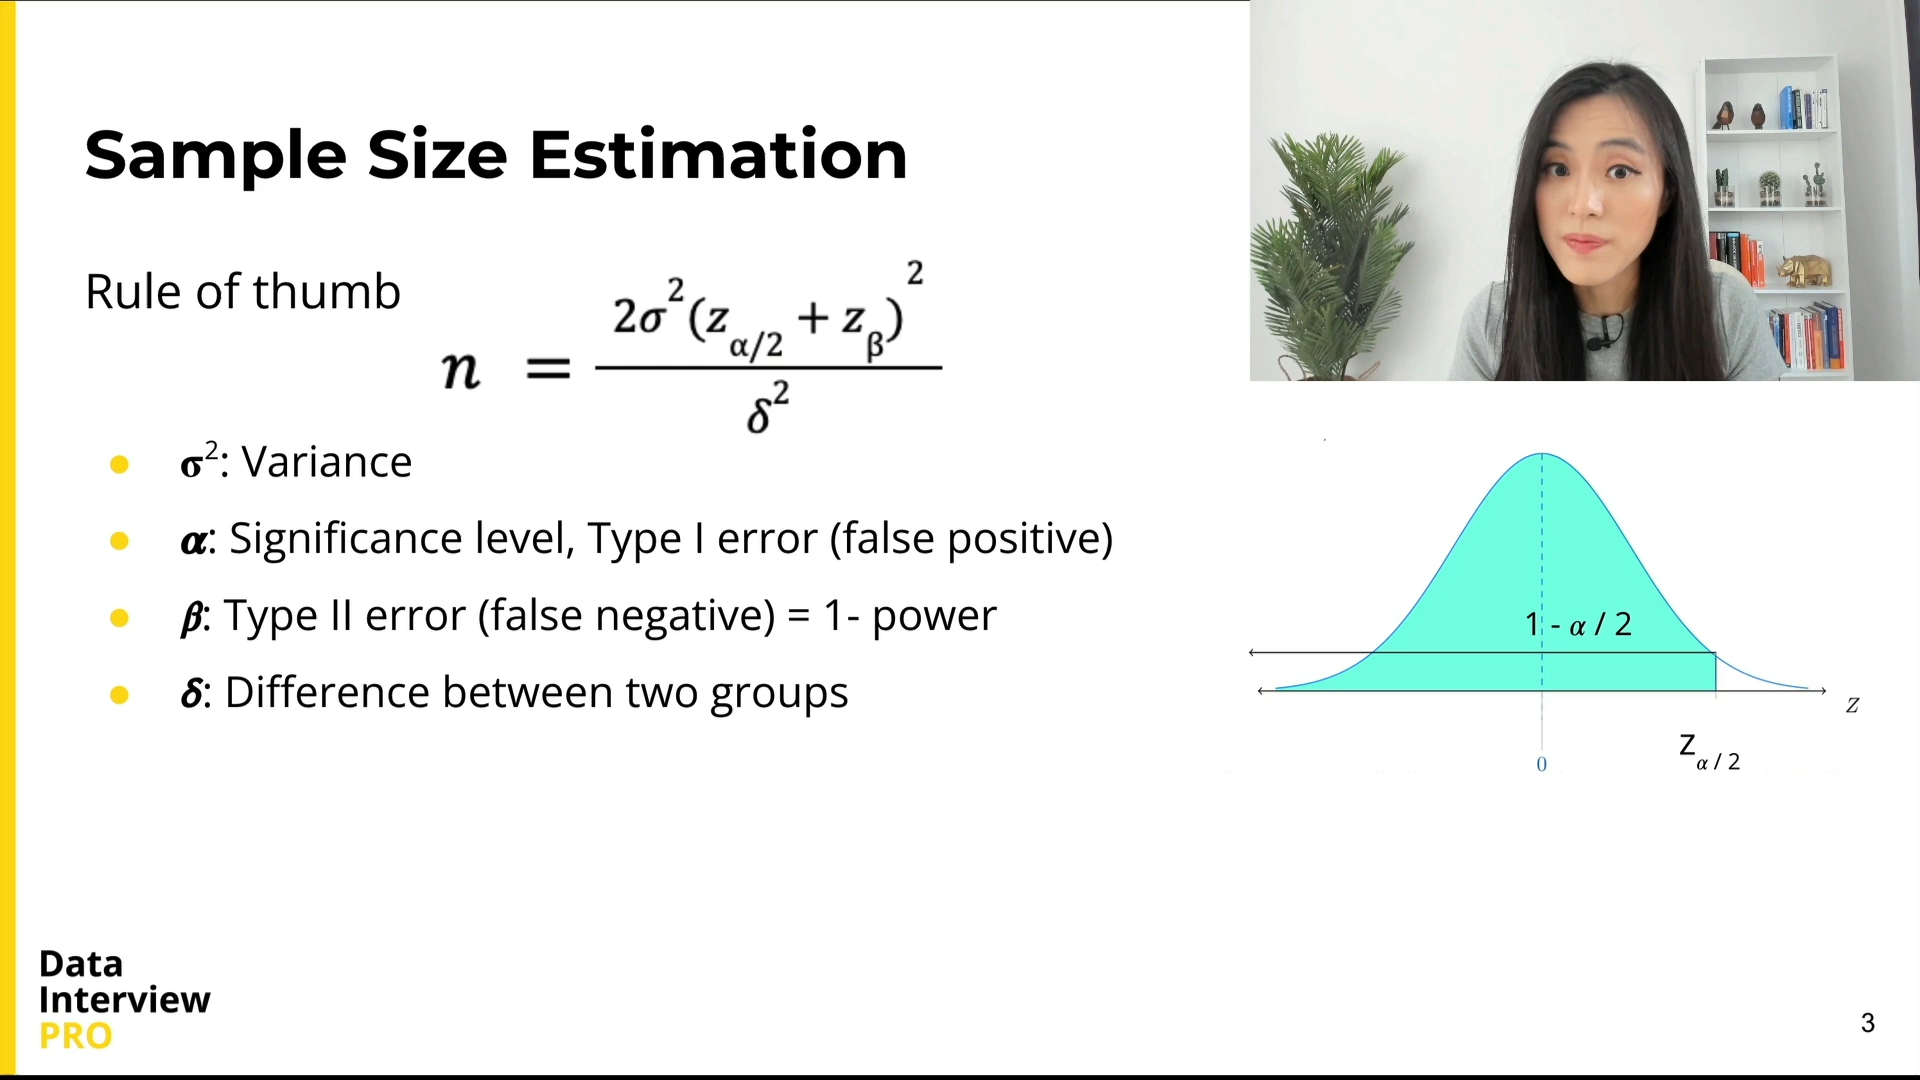 Sample Size Estimation
Rule of thumb
n = 2σ²(z_α/2 + z_β)² / δ²
● σ²: Variance
● α: Significance level, Type I error (false positive)
● β: Type II error (false negative) = 1- power
● δ: Difference between two groups
1 - α / 2
Z
0
Z α / 2
Data
Interview
PRO
3